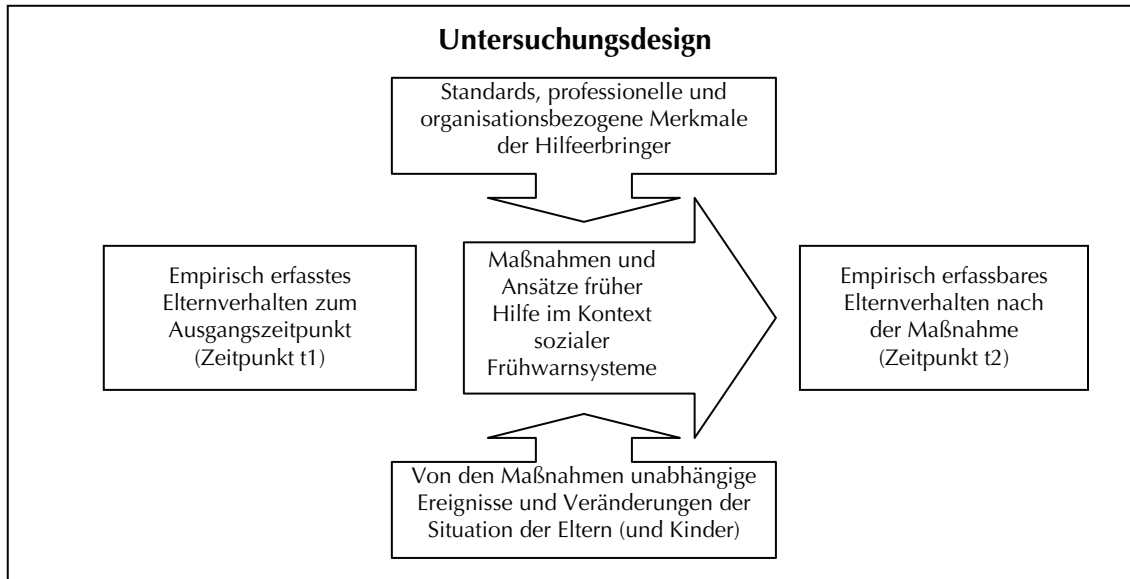 Untersuchungsdesign
Standards, professionelle und
organisationsbezogene Merkmale
der Hilfeerbringer
Empirisch erfasstes
Elternverhalten zum
Ausgangszeitpunkt
(Zeitpunkt t1)
Maßnahmen und
Ansätze früher
Hilfe im Kontext
sozialer
Frühwarnsysteme
Empirisch erfassbares
Elternverhalten nach
der Maßnahme
(Zeitpunkt t2)
Von den Maßnahmen unabhängige
Ereignisse und Veränderungen der
Situation der Eltern (und Kinder)